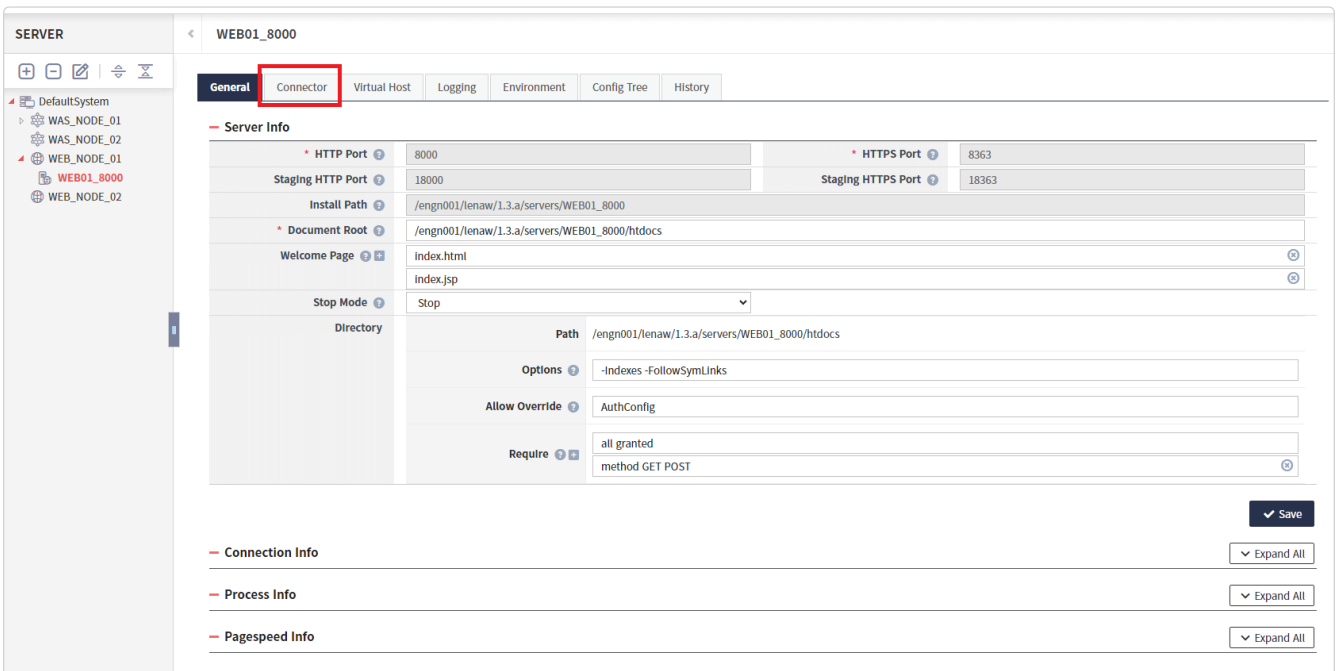 SERVER
WEB01_8000
General Connector Virtual Host Logging Environment Config Tree History
DefaultSystem
WAS_NODE_01
WAS_NODE_02
WEB_NODE_01
WEB01_8000
WEB_NODE_02
Server Info
* HTTP Port 8000 * HTTPS Port 8363
Staging HTTP Port 18000 Staging HTTPS Port 18363
Install Path /engn001/lenaw/1.3.a/servers/WEB01_8000
* Document Root /engn001/lenaw/1.3.a/servers/WEB01_8000/htdocs
Welcome Page index.html
index.jsp
Stop Mode Stop
Directory Path /engn001/lenaw/1.3.a/servers/WEB01_8000/htdocs
Options -Indexes -FollowSymLinks
Allow Override AuthConfig
Require all granted
method GET POST
Save
Connection Info Expand All
Process Info Expand All
Pagespeed Info Expand All